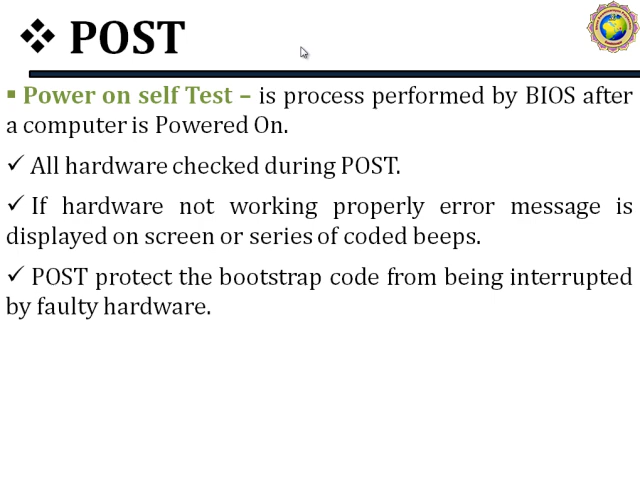 ❖ POST
▪ Power on self Test – is process performed by BIOS after
a computer is Powered On.
✓ All hardware checked during POST.
✓ If hardware not working properly error message is
displayed on screen or series of coded beeps.
✓ POST protect the bootstrap code from being interrupted
by faulty hardware.